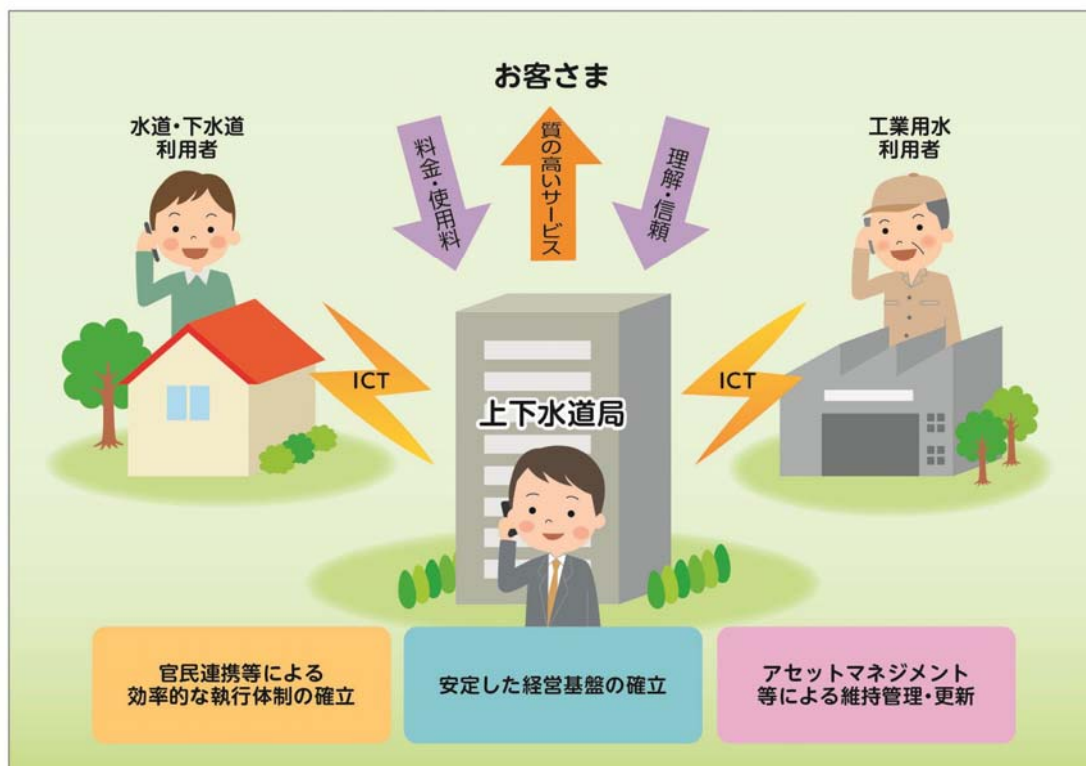 お客さま
水道・下水道
利用者
料金・使用料
質の高いサービス
理解・信頼
工業用水
利用者
ICT
上下水道局
ICT
官民連携等による
効率的な執行体制の確立
安定した経営基盤の確立
アセットマネジメント
等による維持管理・更新